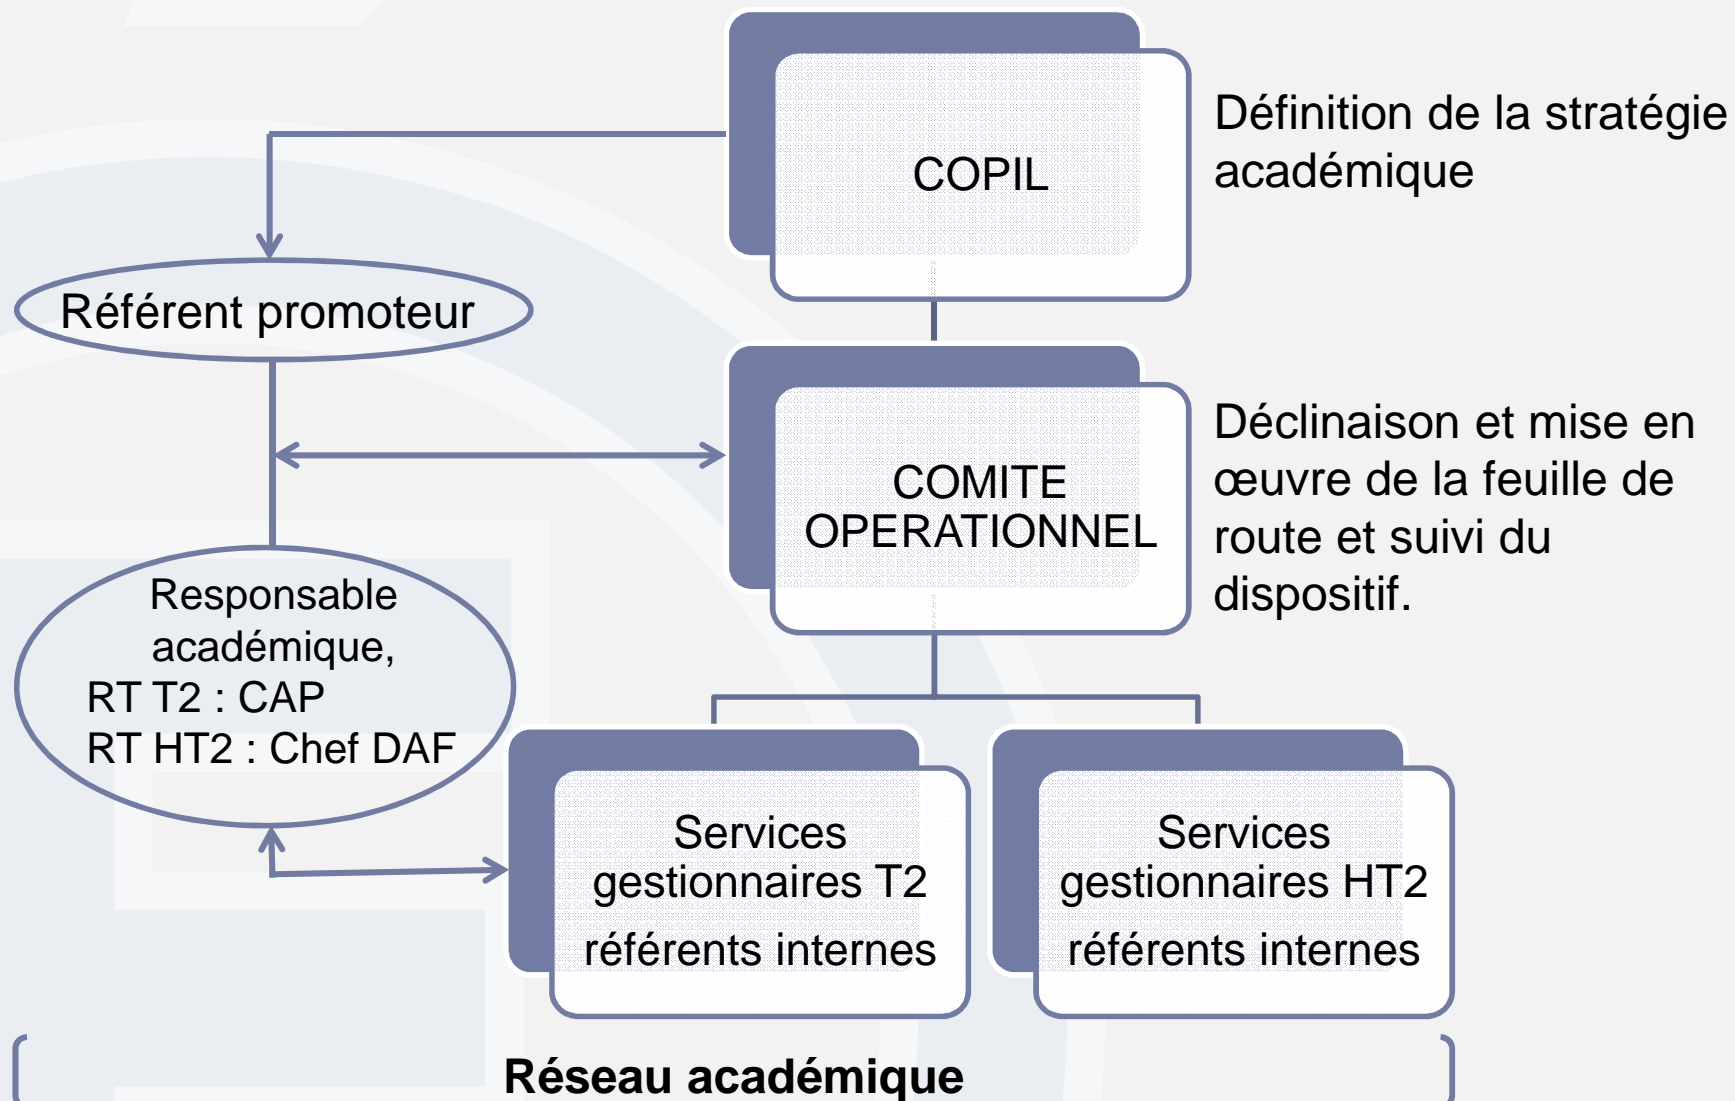 COPIL
Définition de la stratégie
académique
Référent promoteur
COMITE
OPERATIONNEL
Déclinaison et mise en
œuvre de la feuille de
route et suivi du
dispositif.
Responsable
académique,
RT T2 : CAP
RT HT2 : Chef DAF
Services
gestionnaires T2
référents internes
Services
gestionnaires HT2
référents internes
Réseau académique